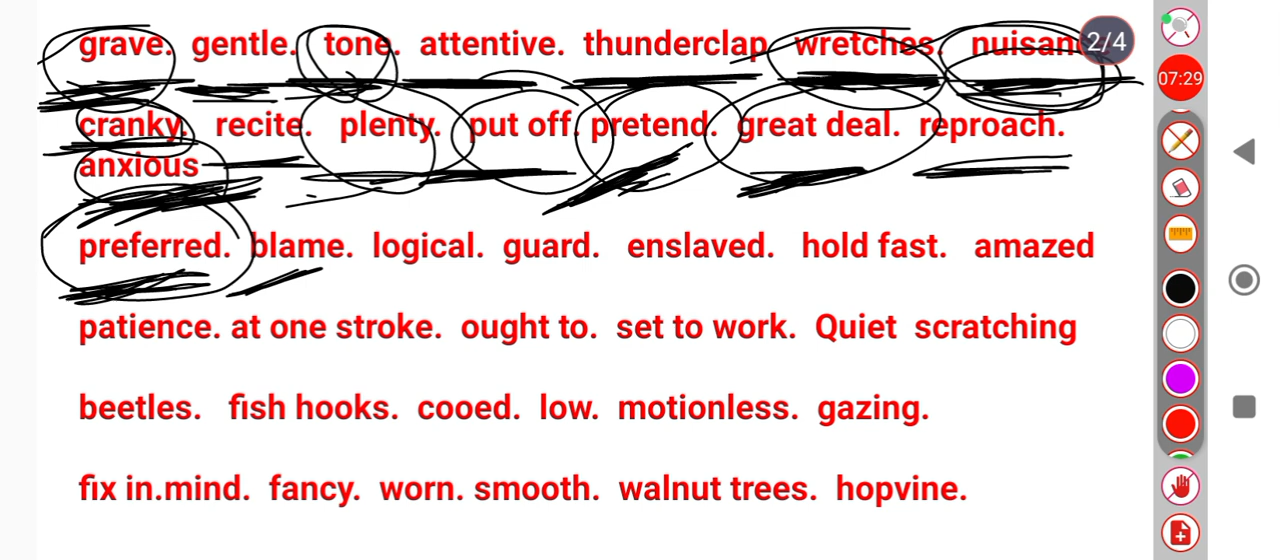 grave. gentle. tone. attentive. thunderclap. wretches. 2/4
cranky. recite. plenty. put off. pretend. great deal. reproach.
anxious
preferred. blame. logical. guard. enslaved. hold fast. amazed
patience. at one stroke. ought to. set to work. Quiet scratching
beetles. fish hooks. cooed. low. motionless. gazing.
fix in.mind. fancy. worn. smooth. walnut trees. hopvine.
07:29